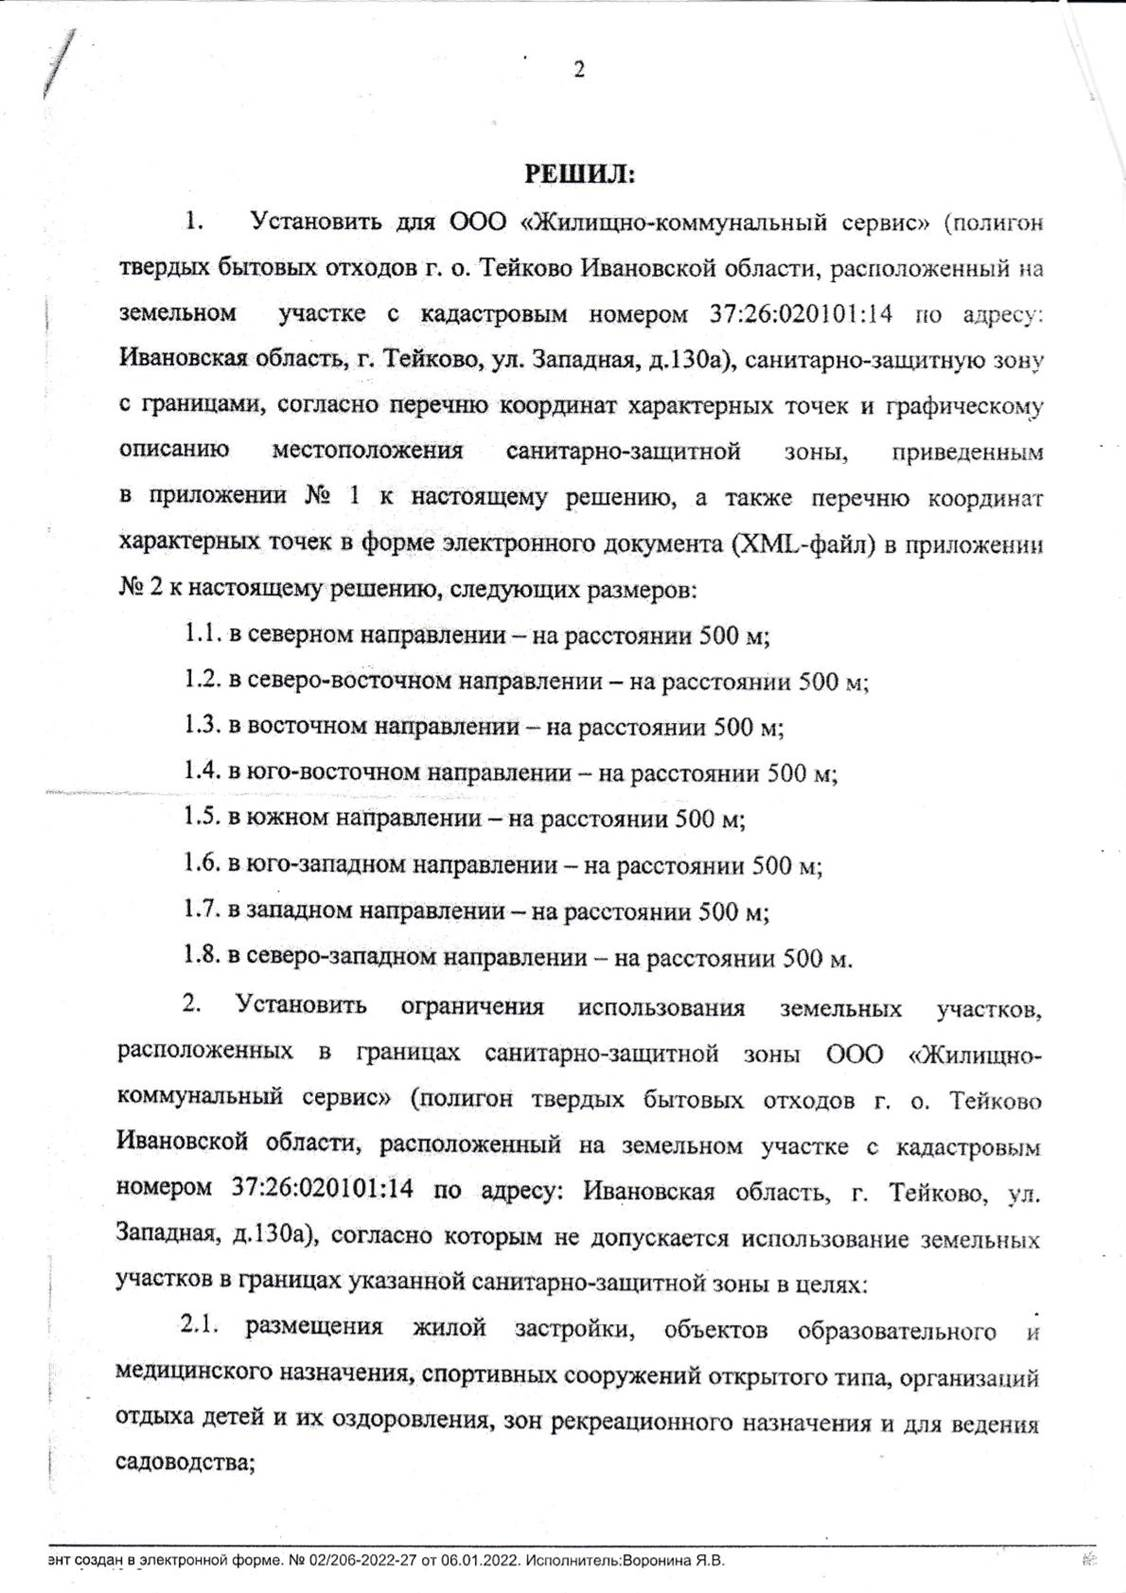 2
РЕШИЛ:
1. Установить для ООО «Жилищно-коммунальный сервис» (полигон
твердых бытовых отходов г. о. Тейково Ивановской области, расположенный на
земельном участке с кадастровым номером 37:26:020101:14 по адресу:
Ивановская область, г. Тейково, ул. Западная, д.130а), санитарно-защитную зону
с границами, согласно перечню координат характерных точек и графическому
описанию местоположения санитарно-защитной зоны, приведенным
в приложении № 1 к настоящему решению, а также перечню координат
характерных точек в форме электронного документа (XML-файл) в приложении
№ 2 к настоящему решению, следующих размеров:
1.1. в северном направлении – на расстоянии 500 м;
1.2. в северо-восточном направлении – на расстоянии 500 м;
1.3. в восточном направлении – на расстоянии 500 м;
1.4. в юго-восточном направлении – на расстоянии 500 м;
1.5. в южном направлении – на расстоянии 500 м;
1.6. в юго-западном направлении – на расстоянии 500 м;
1.7. в западном направлении – на расстоянии 500 м;
1.8. в северо-западном направлении – на расстоянии 500 м.
2. Установить ограничения использования земельных участков,
расположенных в границах санитарно-защитной зоны ООО «Жилищно-
коммунальный сервис» (полигон твердых бытовых отходов г. о. Тейково
Ивановской области, расположенный на земельном участке с кадастровым
номером 37:26:020101:14 по адресу: Ивановская область, г. Тейково, ул.
Западная, д.130а), согласно которым не допускается использование земельных
участков в границах указанной санитарно-защитной зоны в целях:
2.1. размещения жилой застройки, объектов образовательного и
медицинского назначения, спортивных сооружений открытого типа, организаций
отдыха детей и их оздоровления, зон рекреационного назначения и для ведения
садоводства;
ент создан в электронной форме. № 02/206-2022-27 от 06.01.2022. Исполнитель:Воронина Я.В.